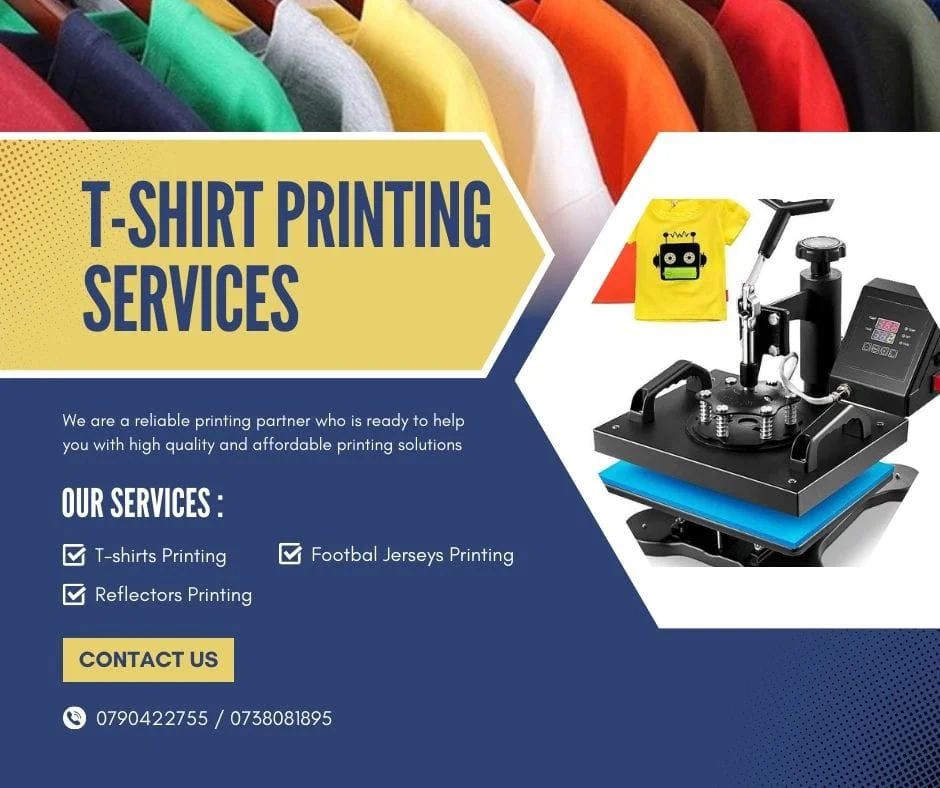 T-SHIRT PRINTING
SERVICES
We are a reliable printing partner who is ready to help
you with high quality and affordable printing solutions
OUR SERVICES :
T-shirts Printing
Footbal Jerseys Printing
Reflectors Printing
CONTACT US
0790422755 / 0738081895